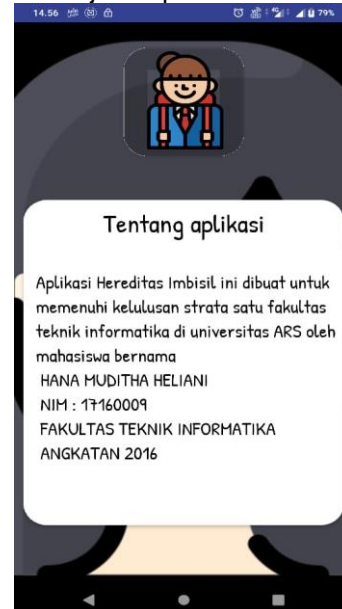 14.56
79%
Tentang aplikasi
Aplikasi Hereditas Imbisil ini dibuat untuk
memenuhi kelulusan strata satu fakultas
teknik informatika di universitas ARS oleh
mahasiswa bernama
HANA MUDITHA HELIANI
NIM : 17160009
FAKULTAS TEKNIK INFORMATIKA
ANGKATAN 2016